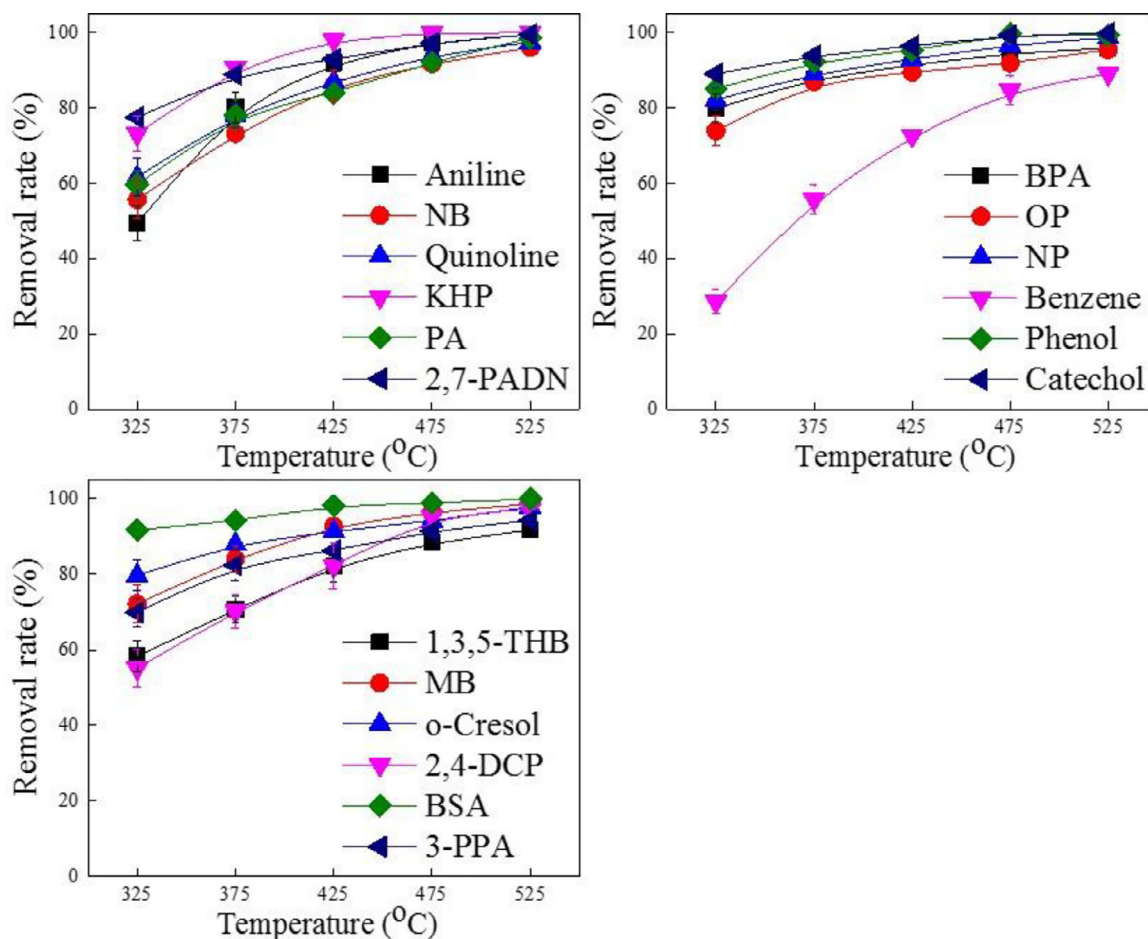 100
80
60
40
20
0
Removal rate (%)
Aniline
NB
Quinoline
KHP
PA
2,7-PADN
325 375 425 475 525
Temperature (°C)
100
80
60
40
20
0
Removal rate (%)
BPA
OP
NP
Benzene
Phenol
Catechol
325 375 425 475 525
Temperature (°C)
100
80
60
40
20
0
Removal rate (%)
1,3,5-THB
MB
o-Cresol
2,4-DCP
BSA
3-PPA
325 375 425 475 525
Temperature (°C)